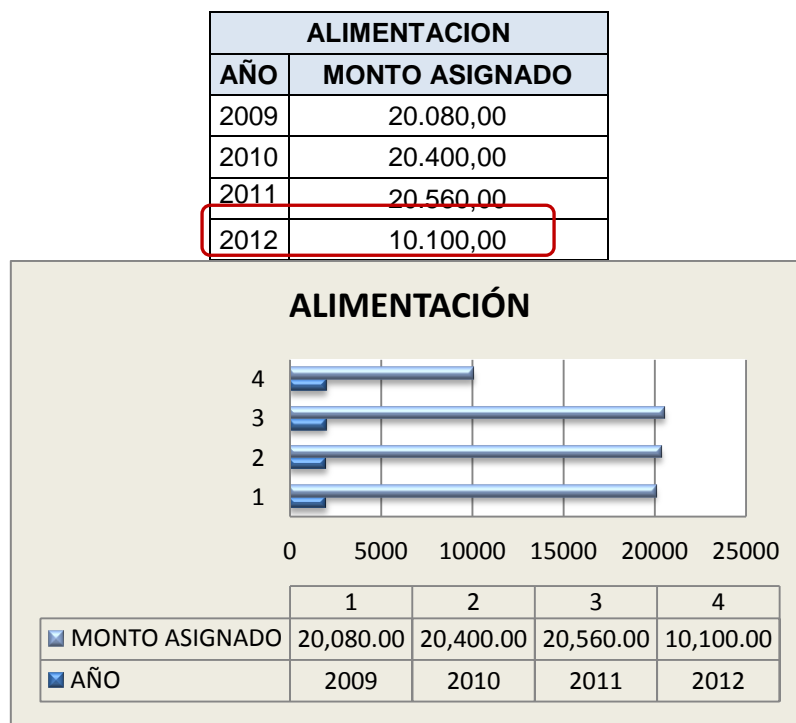 ALIMENTACION
AÑO MONTO ASIGNADO
2009 20.080,00
2010 20.400,00
2011 20.560,00
2012 10.100,00
ALIMENTACIÓN
4
3
2
1
0 5000 10000 15000 20000 25000
1 2 3 4
MONTO ASIGNADO 20,080.00 20,400.00 20,560.00 10,100.00
AÑO 2009 2010 2011 2012